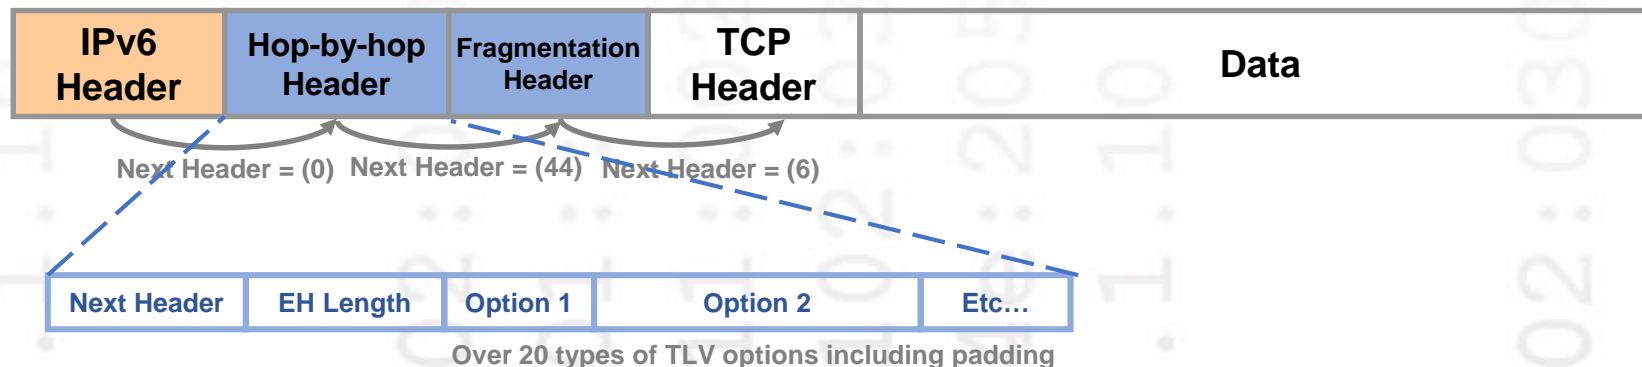 IPv6
Header
Hop-by-hop
Header
Fragmentation
Header
TCP
Header
Data
Next Header = (0)
Next Header = (44)
Next Header = (6)
Next Header
EH Length
Option 1
Option 2
Etc…
Over 20 types of TLV options including padding